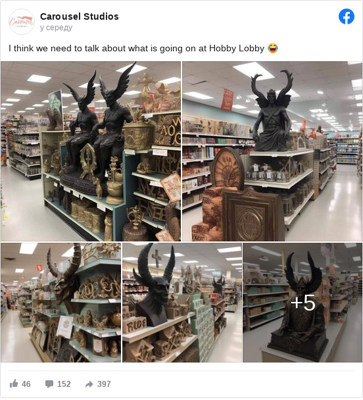 Carousel Studios
у середу
I think we need to talk about what is going on at Hobby Lobby 😂
+5
46
152
397